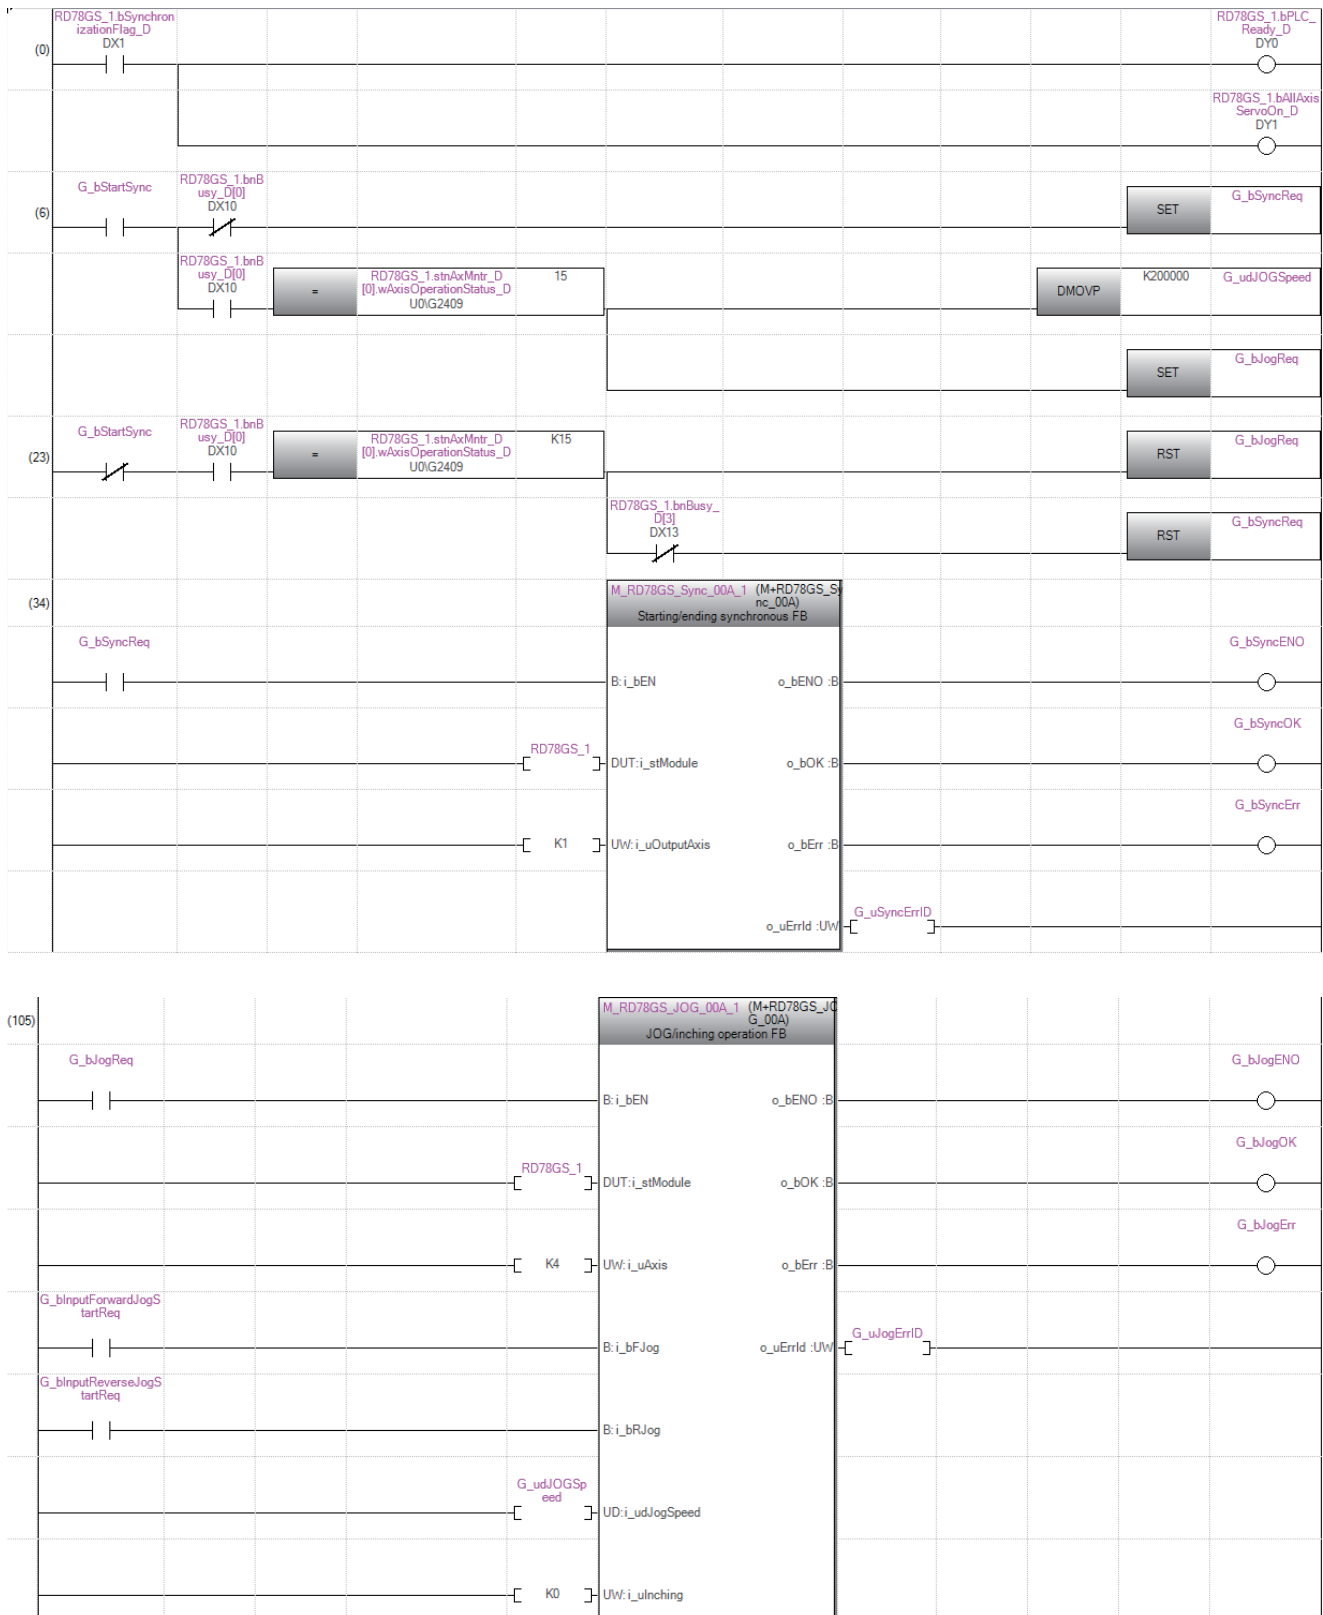 RD78GS_1.bSynchron
izationFlag_D
DX1
RD78GS_1.bPLC_
Ready_D
DY0
(0)
RD78GS_1.bAllAxis
ServoOn_D
DY1
G_bStartSync
RD78GS_1.bnB
usy_D[0]
DX10
(6)
SET
G_bSyncReq
RD78GS_1.bnB
usy_D[0]
DX10
=
RD78GS_1.stnAxMntr_D
[0].wAxisOperationStatus_D
U0\G2409
15
DMOVP
K200000
G_udJOGSpeed
SET
G_bJogReq
G_bStartSync
RD78GS_1.bnB
usy_D[0]
DX10
(23)
=
RD78GS_1.stnAxMntr_D
[0].wAxisOperationStatus_D
U0\G2409
K15
RST
G_bJogReq
RD78GS_1.bnBusy_
D[3]
DX13
RST
G_bSyncReq
(34)
M_RD78GS_Sync_00A_1 (M+RD78GS_Sy
nc_00A)
Starting/ending synchronous FB
G_bSyncReq
B:i_bEN
o_bENO :B
G_bSyncENO
RD78GS_1
DUT:i_stModule
o_bOK :B
G_bSyncOK
K1
UW:i_uOutputAxis
o_bErr :B
G_bSyncErr
o_uErrId :UW
G_uSyncErrID
(105)
M_RD78GS_JOG_00A_1 (M+RD78GS_JO
G_00A)
JOG/inching operation FB
G_bJogReq
B:i_bEN
o_bENO :B
G_bJogENO
RD78GS_1
DUT:i_stModule
o_bOK :B
G_bJogOK
K4
UW:i_uAxis
o_bErr :B
G_bJogErr
G_bInputForwardJogS
tartReq
B:i_bFJog
o_uErrId :UW
G_uJogErrID
G_bInputReverseJogS
tartReq
B:i_bRJog
G_udJOGSp
eed
UD:i_udJogSpeed
K0
UW:i_uInching